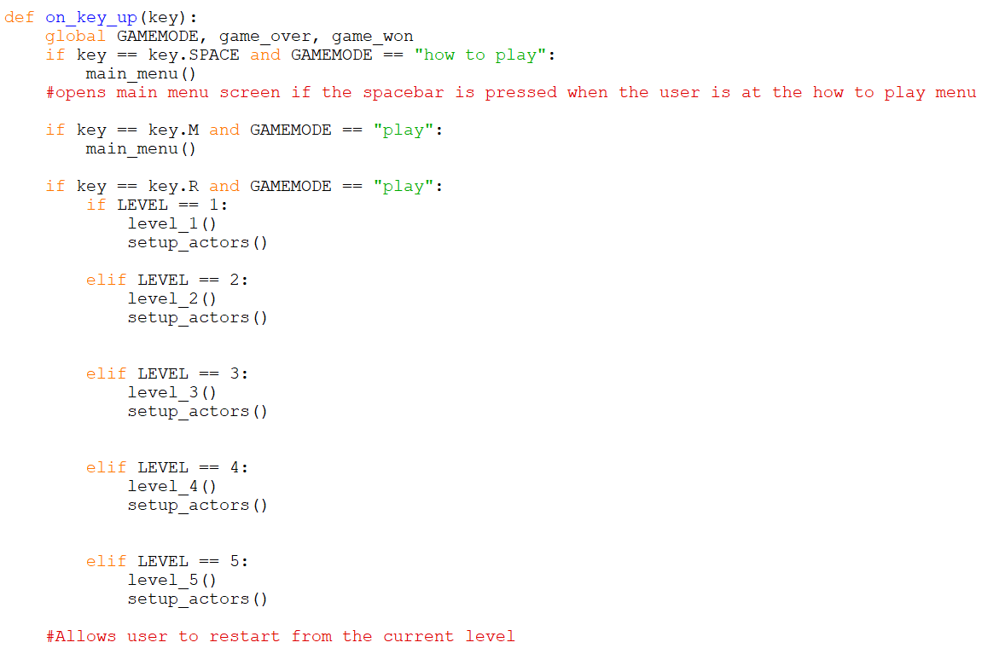 def on_key_up(key):
    global GAMEMODE, game_over, game_won
    if key == key.SPACE and GAMEMODE == "how to play":
        main_menu()
    #opens main menu screen if the spacebar is pressed when the user is at the how to play menu

    if key == key.M and GAMEMODE == "play":
        main_menu()

    if key == key.R and GAMEMODE == "play":
        if LEVEL == 1:
            level_1()
            setup_actors()

        elif LEVEL == 2:
            level_2()
            setup_actors()


        elif LEVEL == 3:
            level_3()
            setup_actors()


        elif LEVEL == 4:
            level_4()
            setup_actors()


        elif LEVEL == 5:
            level_5()
            setup_actors()

    #Allows user to restart from the current level